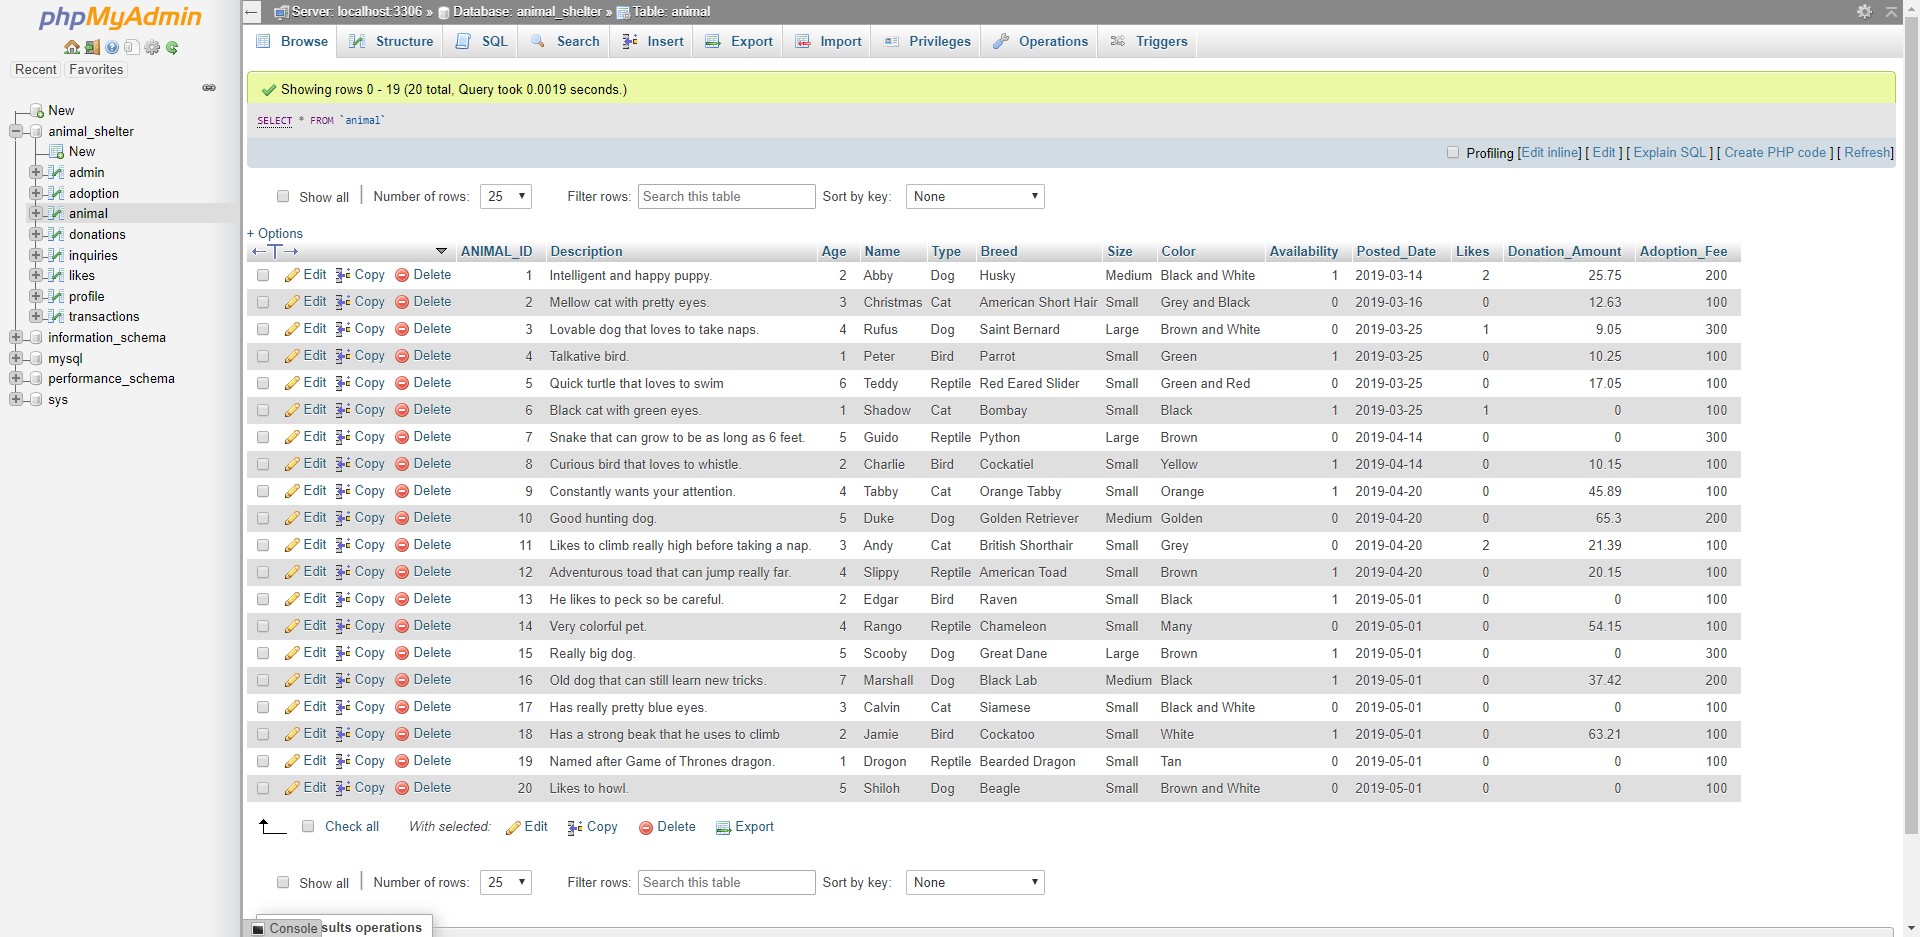 phpMyAdmin
Recent Favorites
New
animal_shelter
New
admin
adoption
animal
donations
inquiries
likes
profile
transactions
information_schema
mysql
performance_schema
sys
Server: localhost:3306 » Database: animal_shelter » Table: animal
Browse Structure SQL Search Insert Export Import Privileges Operations Triggers
Showing rows 0 - 19 (20 total, Query took 0.0019 seconds.)
SELECT * FROM `animal`
Profiling [Edit inline] [ Edit ] [ Explain SQL ] [ Create PHP code ] [ Refresh]
Show all | Number of rows: 25 Filter rows: Search this table Sort by key: None
+ Options
←T→ ANIMAL_ID Description Age Name Type Breed Size Color Availability Posted_Date Likes Donation_Amount Adoption_Fee
Edit Copy Delete 1 Intelligent and happy puppy. 2 Abby Dog Husky Medium Black and White 1 2019-03-14 2 25.75 200
Edit Copy Delete 2 Mellow cat with pretty eyes. 3 Christmas Cat American Short Hair Small Grey and Black 0 2019-03-16 0 12.63 100
Edit Copy Delete 3 Lovable dog that loves to take naps. 4 Rufus Dog Saint Bernard Large Brown and White 0 2019-03-25 1 9.05 300
Edit Copy Delete 4 Talkative bird. 1 Peter Bird Parrot Small Green 1 2019-03-25 0 10.25 100
Edit Copy Delete 5 Quick turtle that loves to swim 6 Teddy Reptile Red Eared Slider Small Green and Red 0 2019-03-25 0 17.05 100
Edit Copy Delete 6 Black cat with green eyes. 1 Shadow Cat Bombay Small Black 1 2019-03-25 1 0 100
Edit Copy Delete 7 Snake that can grow to be as long as 6 feet. 5 Guido Reptile Python Large Brown 0 2019-04-14 0 0 300
Edit Copy Delete 8 Curious bird that loves to whistle. 2 Charlie Bird Cockatiel Small Yellow 1 2019-04-14 0 10.15 100
Edit Copy Delete 9 Constantly wants your attention. 4 Tabby Cat Orange Tabby Small Orange 1 2019-04-20 0 45.89 100
Edit Copy Delete 10 Good hunting dog. 5 Duke Dog Golden Retriever Medium Golden 0 2019-04-20 0 65.3 200
Edit Copy Delete 11 Likes to climb really high before taking a nap. 3 Andy Cat British Shorthair Small Grey 0 2019-04-20 2 21.39 100
Edit Copy Delete 12 Adventurous toad that can jump really far. 4 Slippy Reptile American Toad Small Brown 1 2019-04-20 0 20.15 100
Edit Copy Delete 13 He likes to peck so be careful. 2 Edgar Bird Raven Small Black 1 2019-05-01 0 0 100
Edit Copy Delete 14 Very colorful pet. 4 Rango Reptile Chameleon Small Many 0 2019-05-01 0 54.15 100
Edit Copy Delete 15 Really big dog. 5 Scooby Dog Great Dane Large Brown 1 2019-05-01 0 0 300
Edit Copy Delete 16 Old dog that can still learn new tricks. 7 Marshall Dog Black Lab Medium Black 1 2019-05-01 0 37.42 200
Edit Copy Delete 17 Has really pretty blue eyes. 3 Calvin Cat Siamese Small Black and White 0 2019-05-01 0 0 100
Edit Copy Delete 18 Has a strong beak that he uses to climb 2 Jamie Bird Cockatoo Small White 1 2019-05-01 0 63.21 100
Edit Copy Delete 19 Named after Game of Thrones dragon. 1 Drogon Reptile Bearded Dragon Small Tan 0 2019-05-01 0 0 100
Edit Copy Delete 20 Likes to howl. 5 Shiloh Dog Beagle Small Brown and White 0 2019-05-01 0 0 100
Check all With selected: Edit Copy Delete Export
Show all | Number of rows: 25 Filter rows: Search this table Sort by key: None
Console sults operations